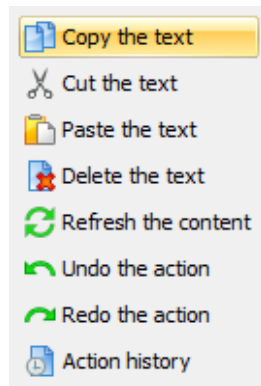 Copy the text
Cut the text
Paste the text
Delete the text
Refresh the content
Undo the action
Redo the action
Action history